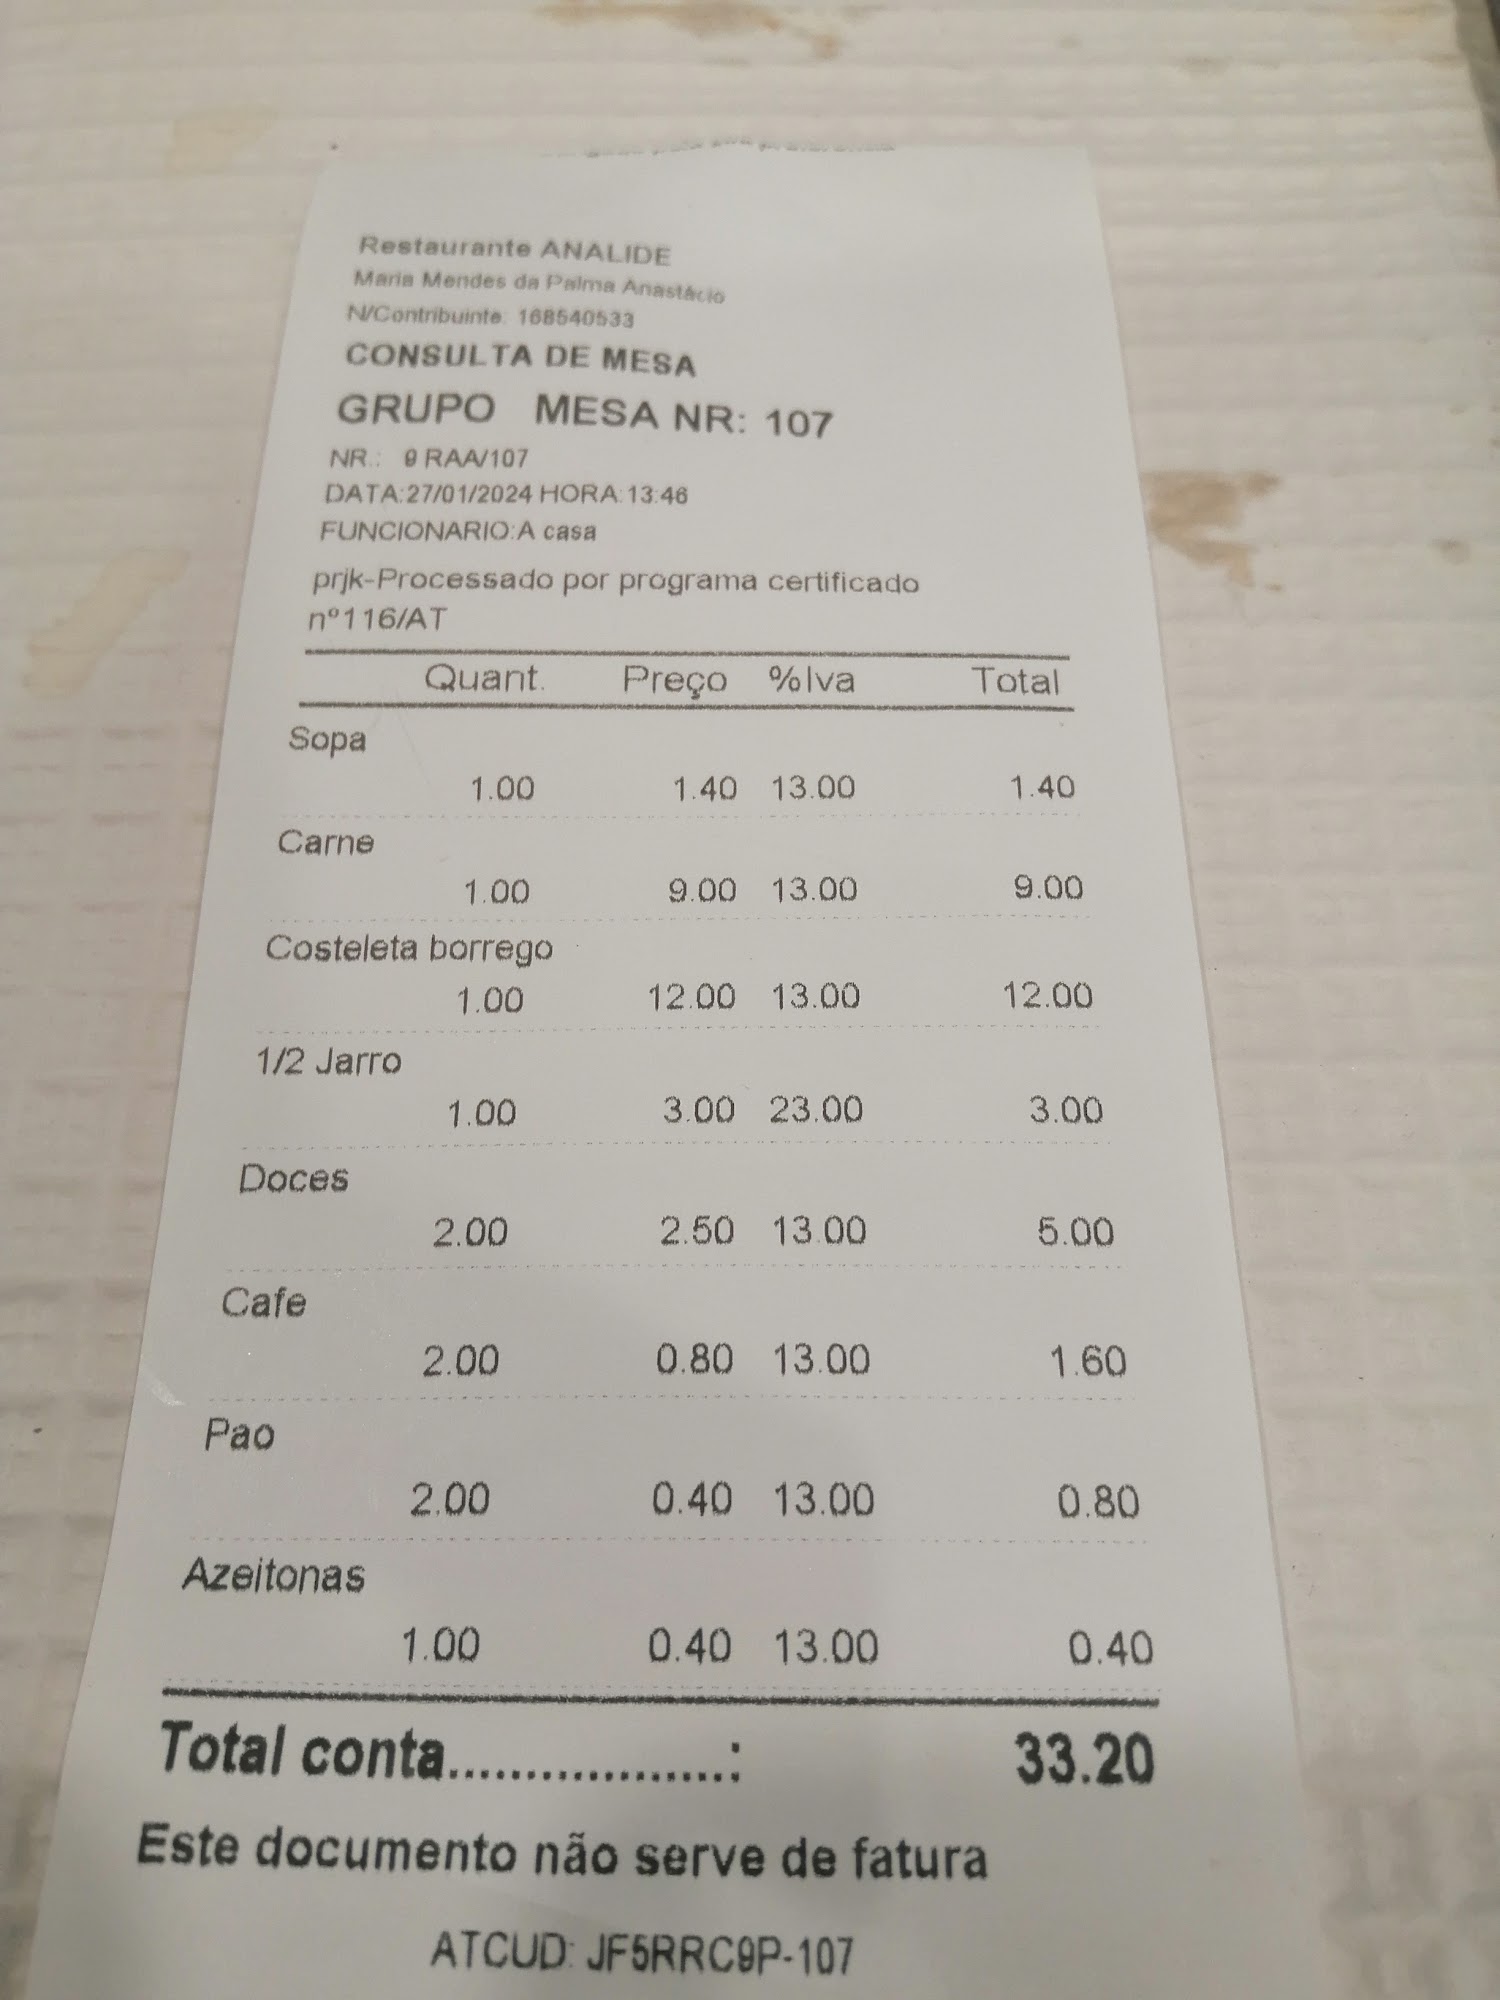 Restaurante ANALIDE
Maria Mendes da Palma Anastácio
N/Contribuinte: 168540533
CONSULTA DE MESA
GRUPO MESA NR: 107
NR.: 9 RAA/107
DATA:27/01/2024 HORA:13:46
FUNCIONARIO:A casa
prjk-Processado por programa certificado
nº116/AT
Quant. Preço %Iva Total
Sopa
1.00 1.40 13.00 1.40
Carne
1.00 9.00 13.00 9.00
Costeleta borrego
1.00 12.00 13.00 12.00
1/2 Jarro
1.00 3.00 23.00 3.00
Doces
2.00 2.50 13.00 5.00
Cafe
2.00 0.80 13.00 1.60
Pao
2.00 0.40 13.00 0.80
Azeitonas
1.00 0.40 13.00 0.40
Total conta...................: 33.20
Este documento não serve de fatura
ATCUD: JF5RRC9P-107